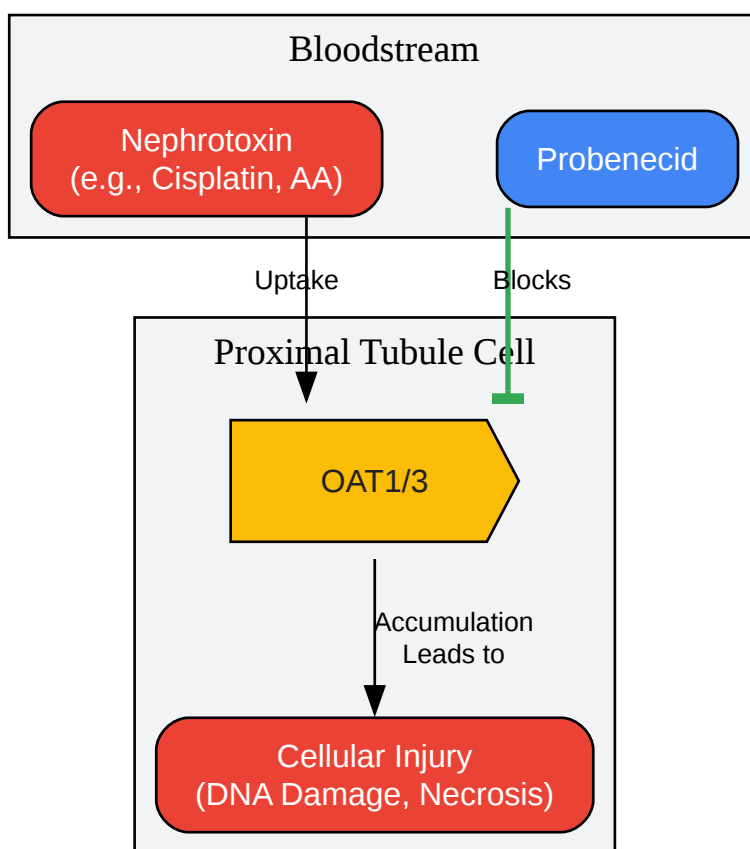 Bloodstream
Nephrotoxin
(e.g., Cisplatin, AA)
Probenecid
Uptake
Blocks
Proximal Tubule Cell
OAT1/3
Accumulation
Leads to
Cellular Injury
(DNA Damage, Necrosis)